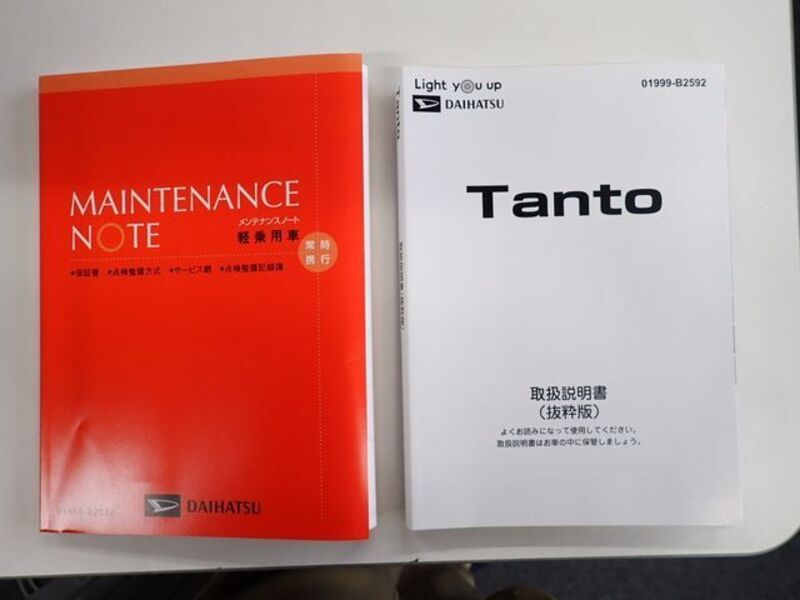 MAINTENANCE
NOTE
メンテナンスノート
軽乗用車
常時
携行
●保証書 ●点検整備方式 ●サービス網 ●点検整備記録簿
DAIHATSU
Tanto
Light you up
01999-B2592
DAIHATSU
Tanto
取扱説明書
(抜粋版)
よくお読みになって使用してください。
取扱説明書はお車の中に保管しましょう。